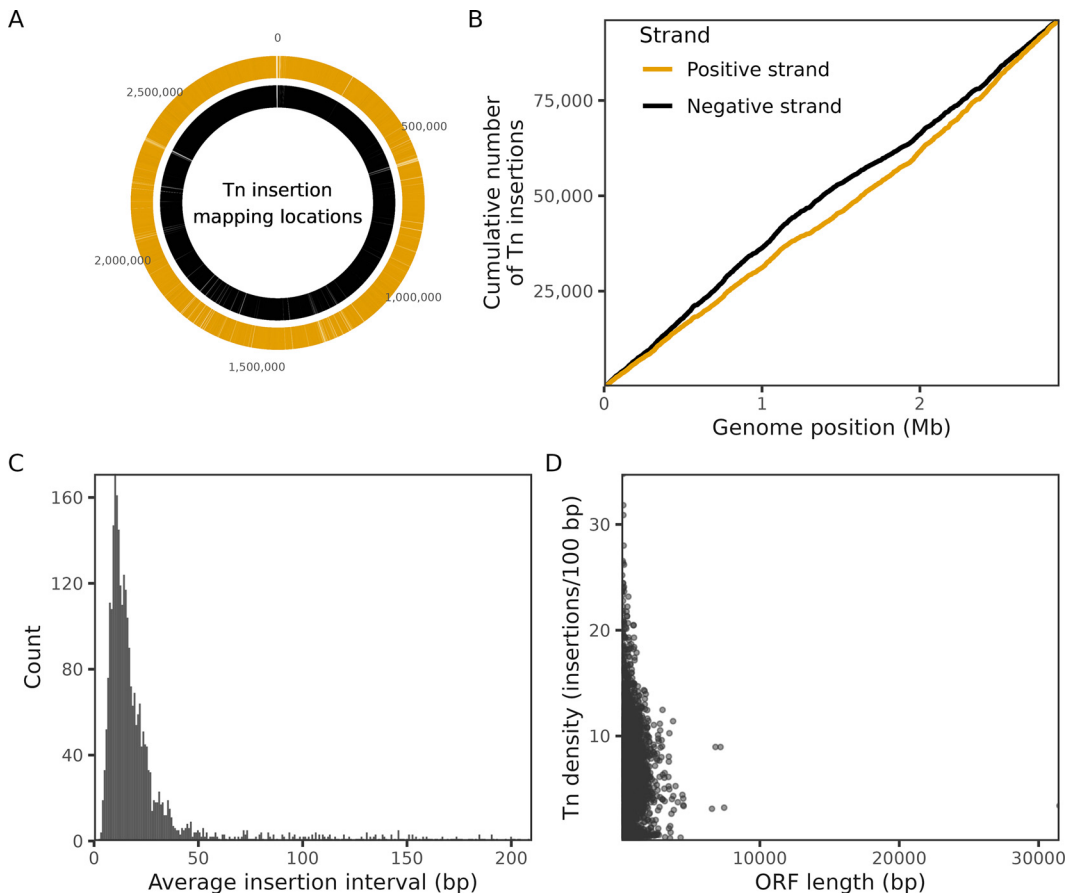 A
0
500,000
1,000,000
1,500,000
2,000,000
2,500,000
Tn insertion
mapping locations
B
Strand
Positive strand
Negative strand
75,000
50,000
25,000
Cumulative number
of Tn insertions
0
1
2
Genome position (Mb)
C
160
120
80
40
0
Count
0
50
100
150
200
Average insertion interval (bp)
D
30
20
10
Tn density (insertions/100 bp)
10000
20000
30000
ORF length (bp)